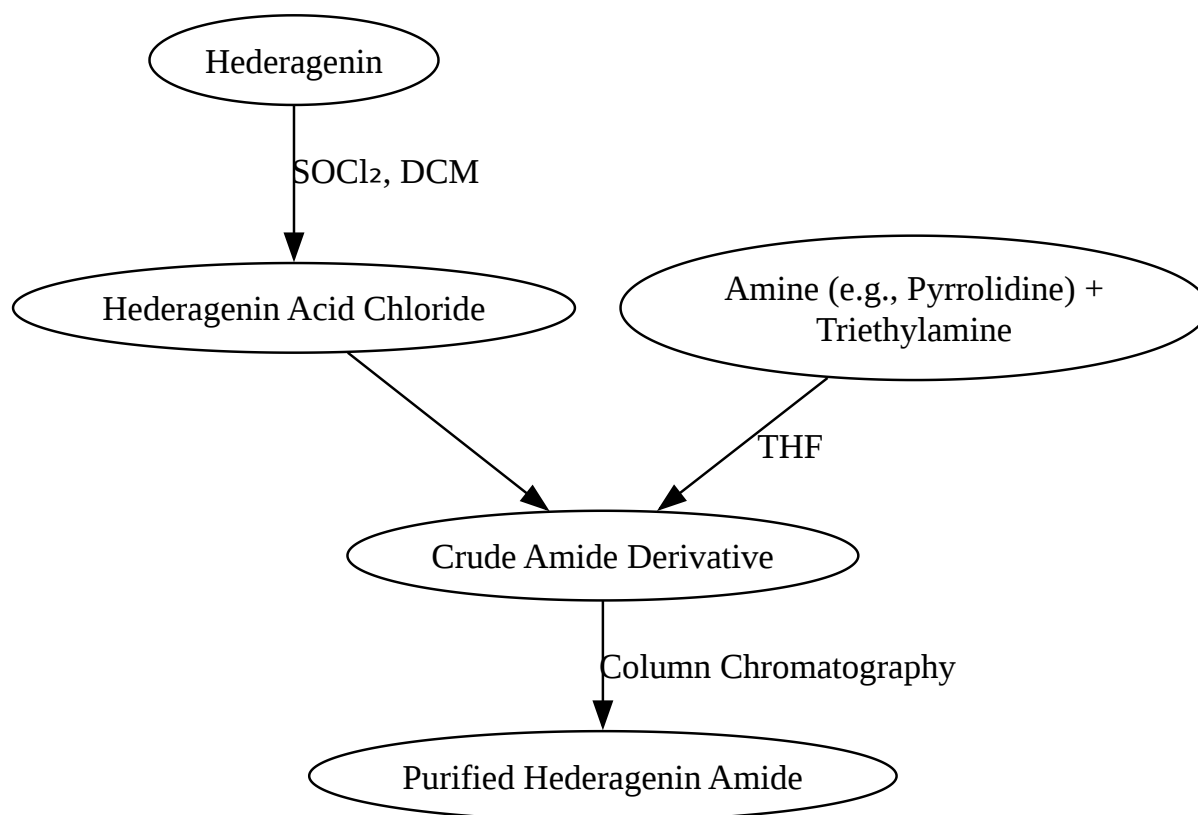 Hederagenin
SOCl₂, DCM
Hederagenin Acid Chloride
Amine (e.g., Pyrrolidine) +
Triethylamine
THF
Crude Amide Derivative
Column Chromatography
Purified Hederagenin Amide